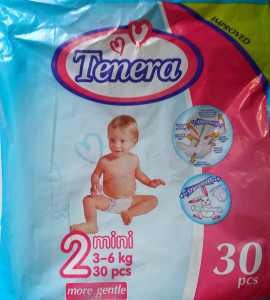 IMPROVED
Tenera
2 mini
3-6 kg
30 pcs
more gentle
30
pcs